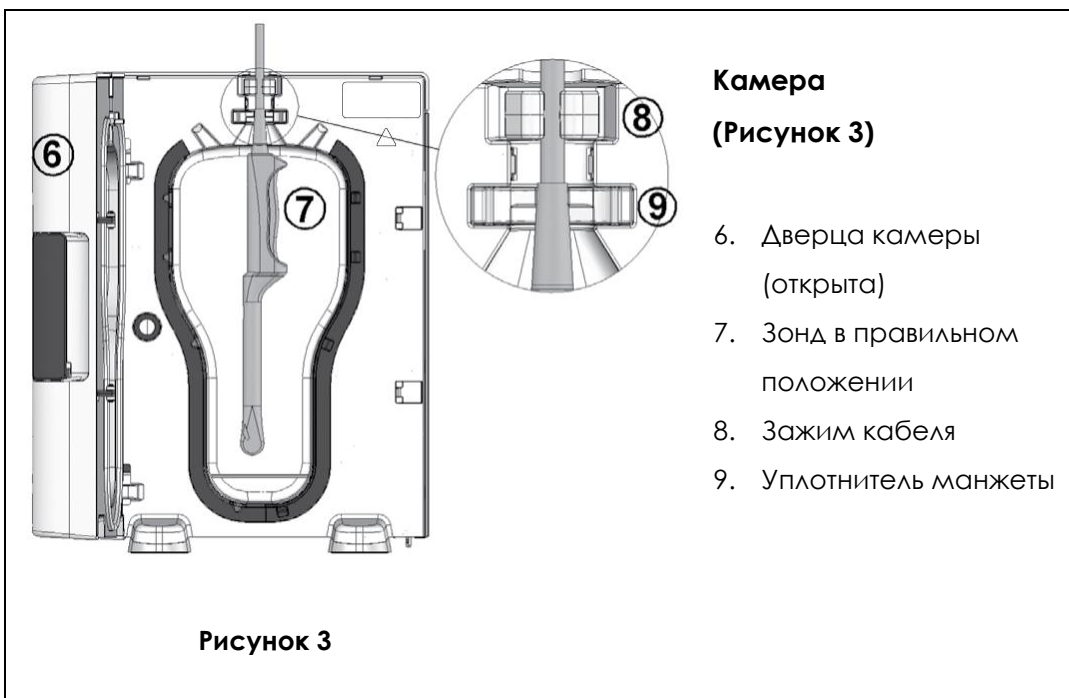 6
7
8
9
Рисунок 3
Камера
(Рисунок 3)
6. Дверца камеры
(открыта)
7. Зонд в правильном
положении
8. Зажим кабеля
9. Уплотнитель манжеты